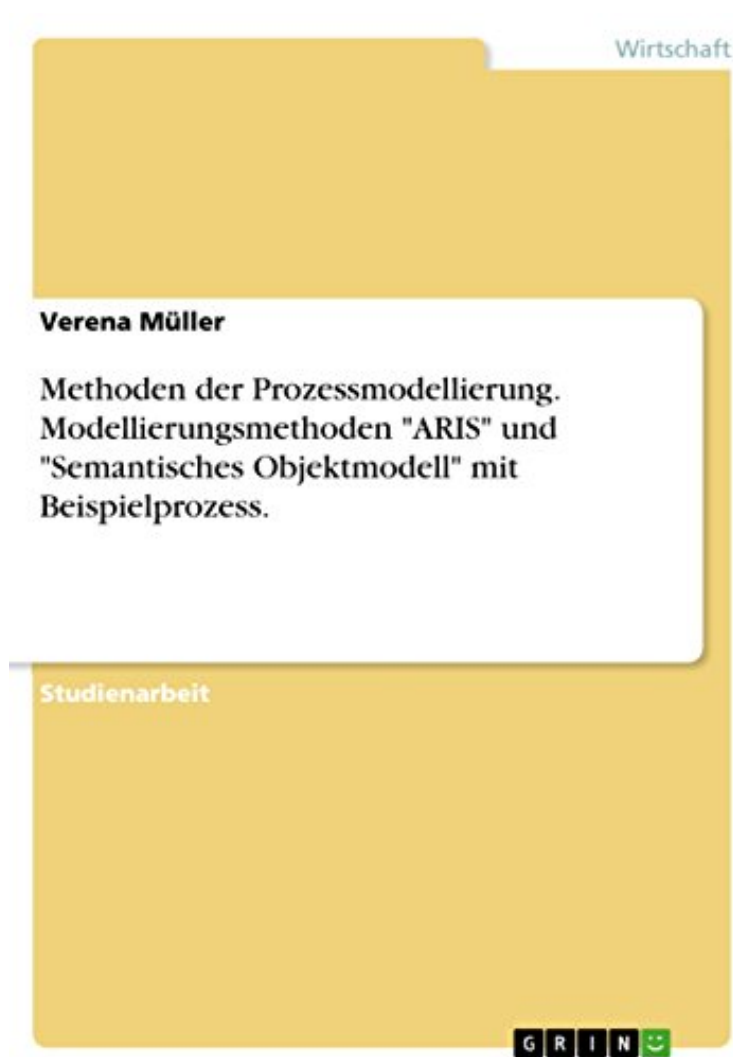 Wirtschaft
Verena Müller
Methoden der Prozessmodellierung.
Modellierungsmethoden "ARIS" und
"Semantisches Objektmodell" mit
Beispielprozess.
Studienarbeit
GRIN